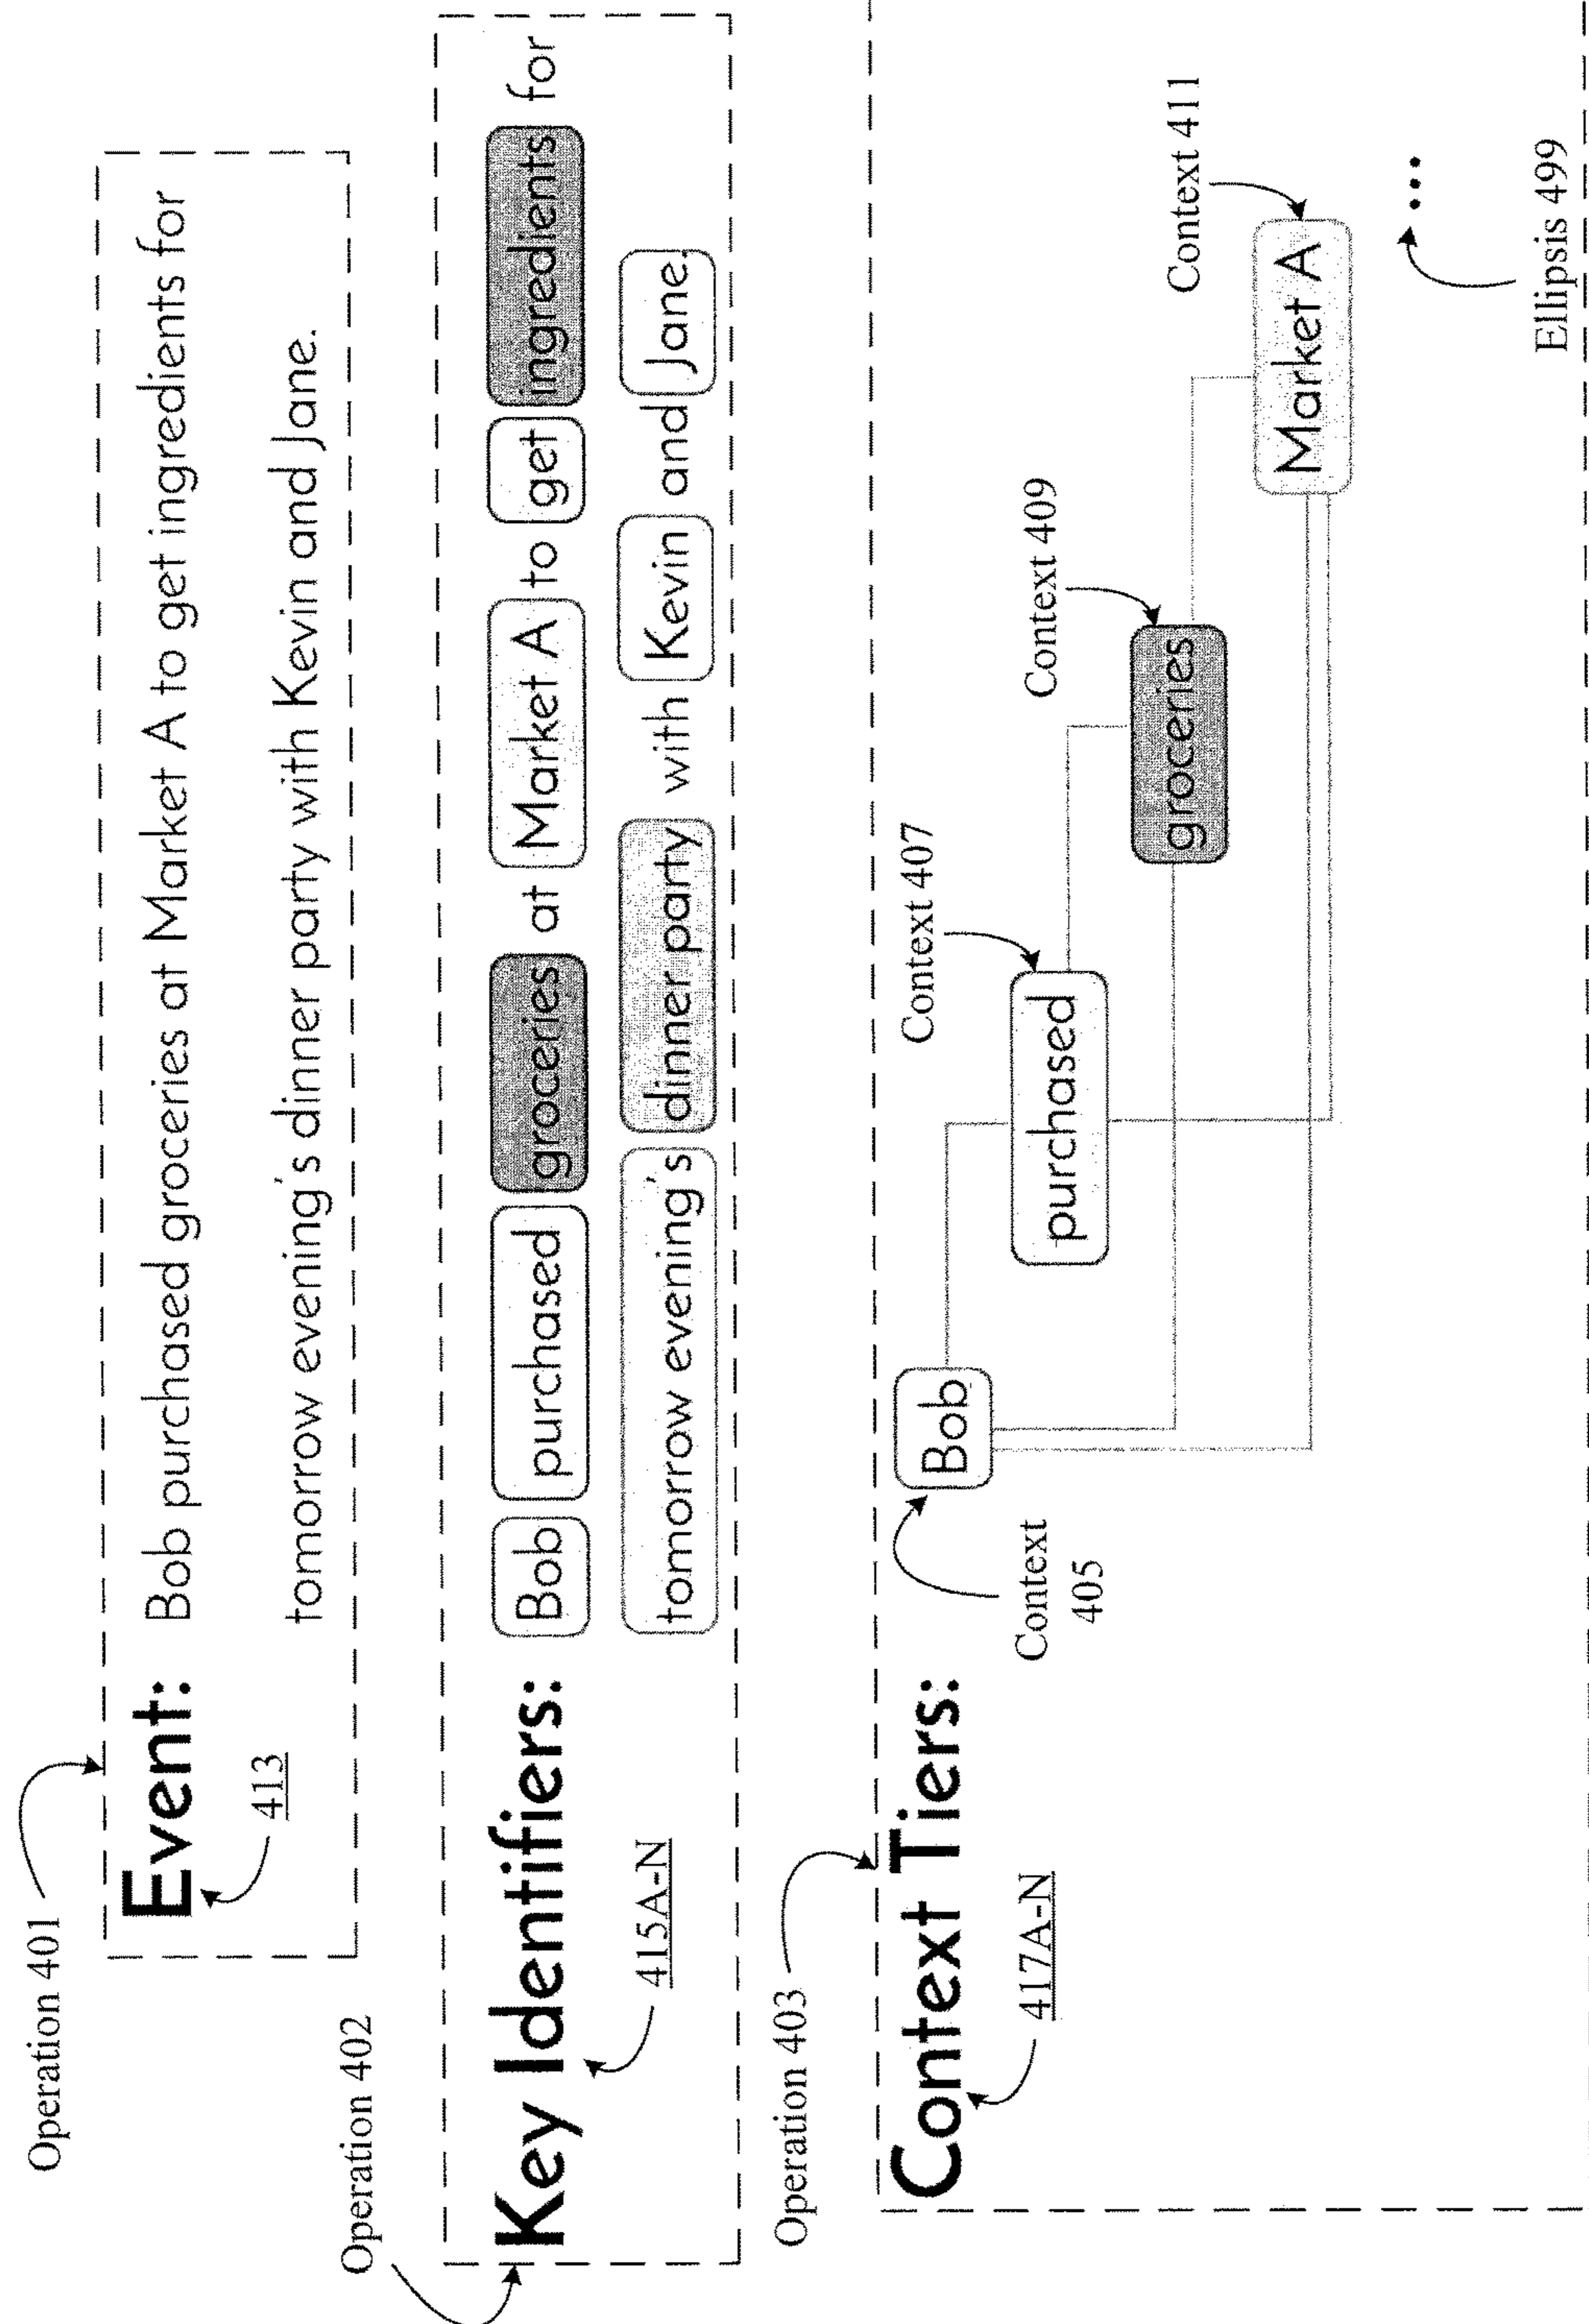 Operation 401
Event: Bob purchased groceries at Market A to get ingredients for
413
tomorrow evening's dinner party with Kevin and Jane.
Operation 402
Key Identifiers: Bob purchased groceries at Market A to get ingredients for
415A-N
tomorrow evening's dinner party with Kevin and Jane.
Operation 403
Context Tiers:
417A-N
Context 405
Bob
Context 407
purchased
Context 409
groceries
Context 411
Market A
...
Ellipsis 499